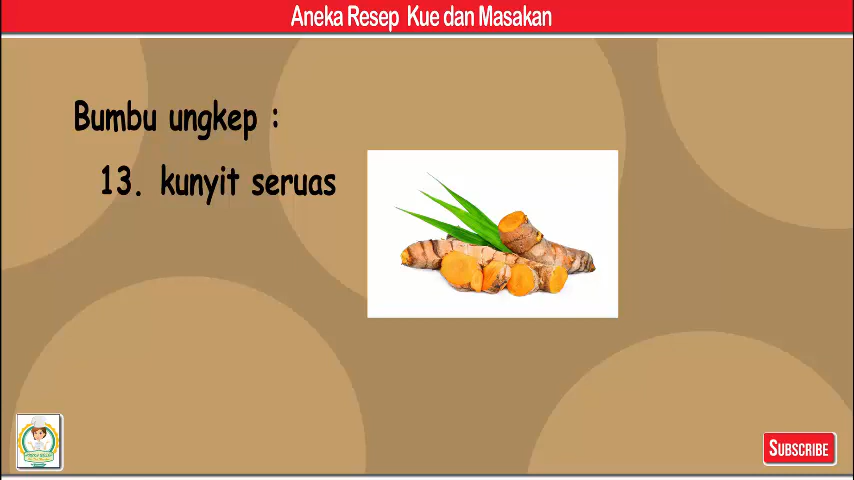 Aneka Resep Kue dan Masakan
Bumbu ungkep :
13. kunyit seruas
SUBSCRIBE